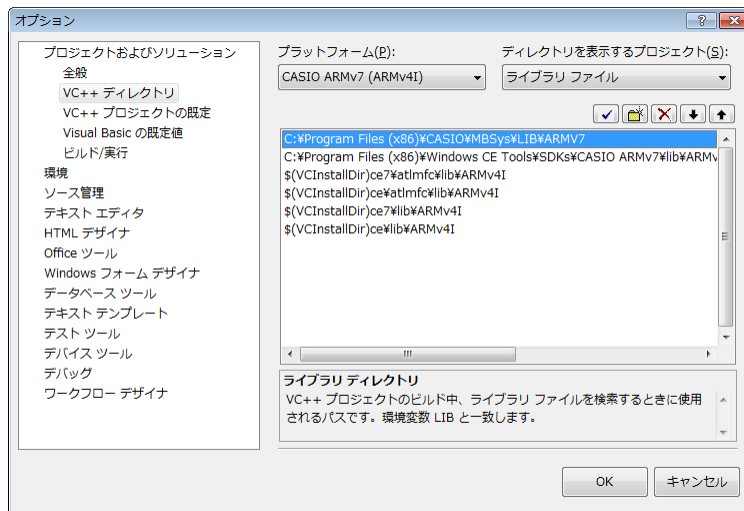 オプション
プロジェクトおよびソリューション
全般
VC++ ディレクトリ
VC++ プロジェクトの既定
Visual Basic の既定値
ビルド/実行
環境
ソース管理
テキスト エディタ
HTML デザイナ
Office ツール
Windows フォーム デザイナ
データベース ツール
テキスト テンプレート
テスト ツール
デバイス ツール
デバッグ
ワークフロー デザイナ
プラットフォーム(P):
ディレクトリを表示するプロジェクト(S):
CASIO ARMv7 (ARMv4I)
ライブラリ ファイル
C:¥Program Files (x86)¥CASIO¥MBSys¥LIB¥ARMV7
C:¥Program Files (x86)¥Windows CE Tools¥SDKs¥CASIO ARMv7¥lib¥ARMv
$(VCInstallDir)ce7¥atlmfc¥lib¥ARMv4I
$(VCInstallDir)ce¥atlmfc¥lib¥ARMv4I
$(VCInstallDir)ce7¥lib¥ARMv4I
$(VCInstallDir)ce¥lib¥ARMv4I
ライブラリ ディレクトリ
VC++ プロジェクトのビルド中、ライブラリ ファイルを検索するときに使用
されるパスです。環境変数 LIB と一致します。
OK
キャンセル